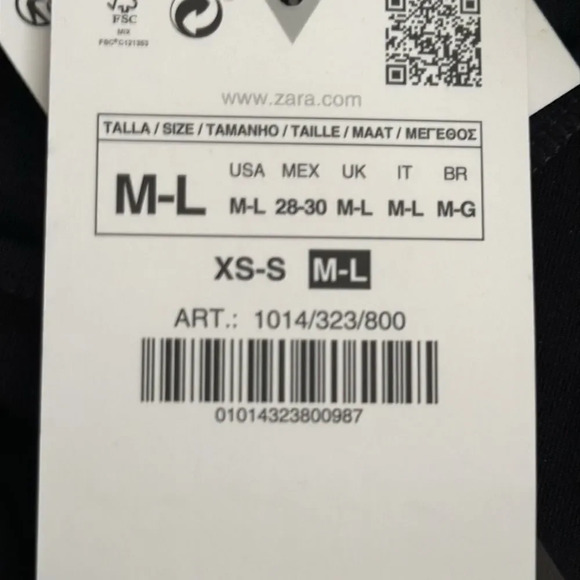 FSC
MIX
www.zara.com
TALLA / SIZE / TAMANHO / TAILLE / MAAT / ΜΕΓΕΘΟΣ
USA MEX UK IT BR
M-L M-L 28-30 M-L M-L M-G
XS-S M-L
ART.: 1014/323/800
01014323800987